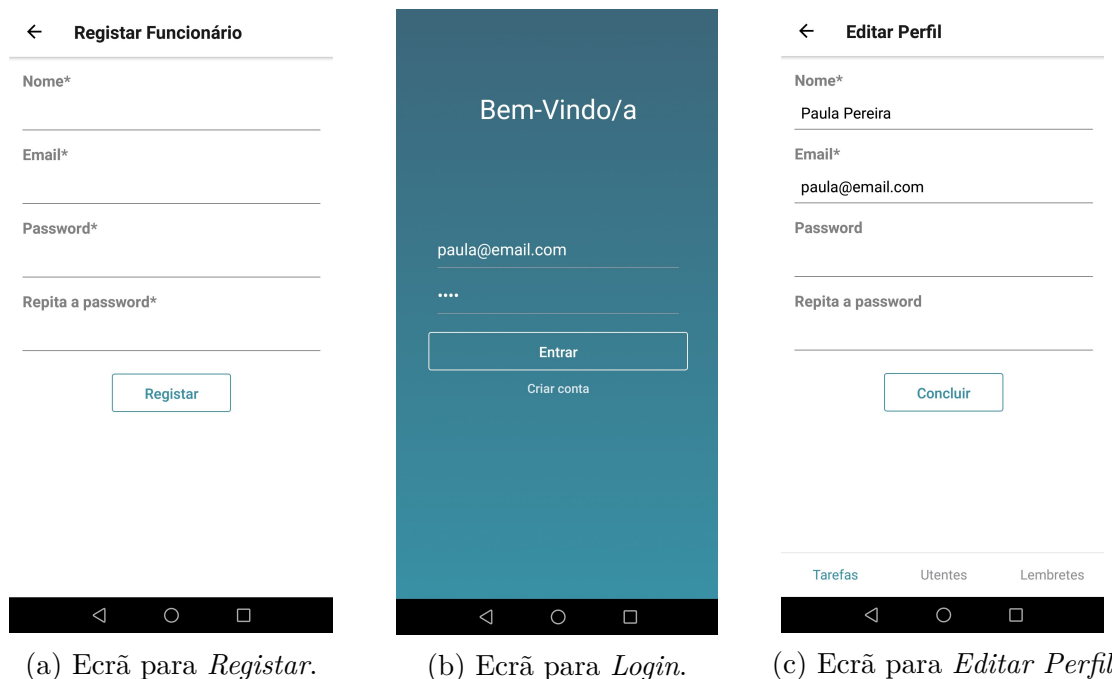 Registar Funcionário
Nome*
Email*
Password*
Repita a password*
Registar
(a) Ecrã para Registar.
Bem-Vindo/a
paula@email.com
••••
Entrar
Criar conta
(b) Ecrã para Login.
Editar Perfil
Nome*
Paula Pereira
Email*
paula@email.com
Password
Repita a password
Concluir
Tarefas Utentes Lembretes
(c) Ecrã para Editar Perfil